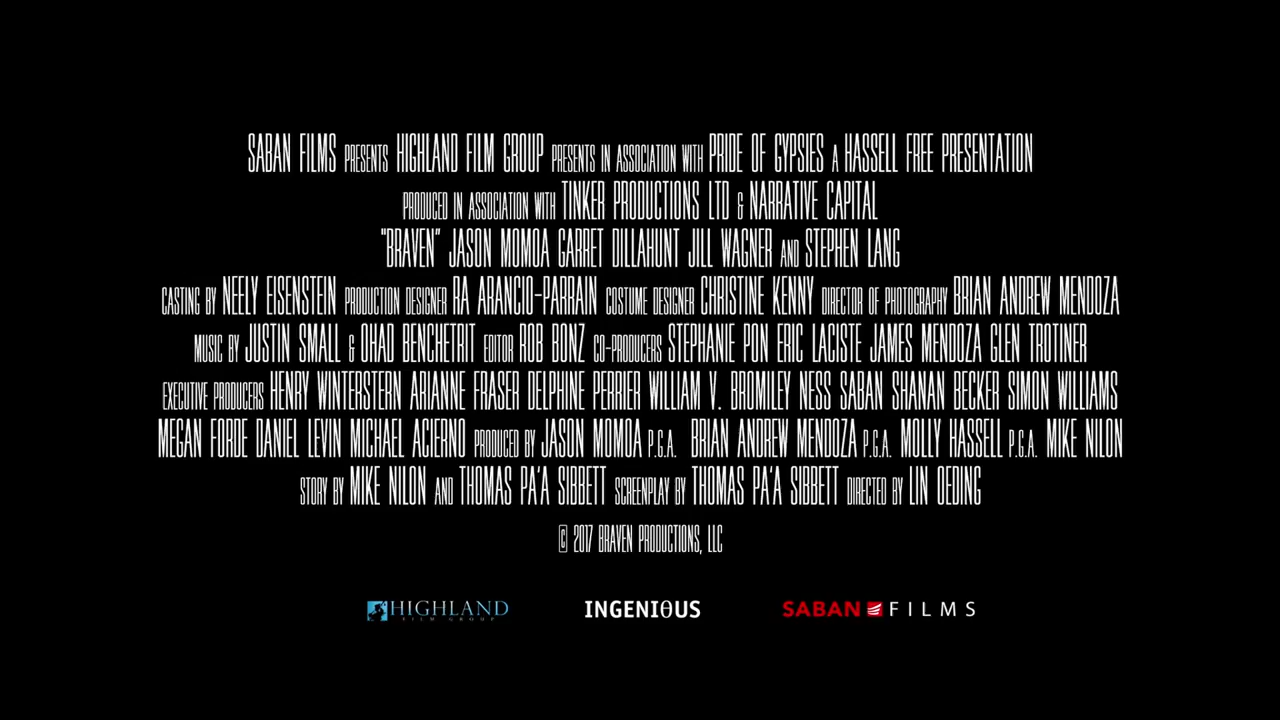 SABAN FILMS PRESENTS HIGHLAND FILM GROUP PRESENTS IN ASSOCIATION WITH PRIDE OF GYPSIES A HASSELL FREE PRESENTATION
PRODUCED IN ASSOCIATION WITH TINKER PRODUCTIONS LTD & NARRATIVE CAPITAL
"BRAVEN" JASON MOMOA GARRET DILLAHUNT JILL WAGNER AND STEPHEN LANG
CASTING BY NEELY EISENSTEIN PRODUCTION DESIGNER RA ARANCIO-PARRAIN COSTUME DESIGNER CHRISTINE KENNY DIRECTOR OF PHOTOGRAPHY BRIAN ANDREW MENDOZA
MUSIC BY JUSTIN SMALL & OHAD BENCHETRIT EDITOR ROB BONZ CO-PRODUCERS STEPHANIE PON ERIC LACISTE JAMES MENDOZA GLEN TROTINER
EXECUTIVE PRODUCERS HENRY WINTERSTERN ARIANNE FRASER DELPHINE PERRIER WILLIAM V. BROMILEY NESS SABAN SHANAN BECKER SIMON WILLIAMS
MEGAN FORDE DANIEL LEVIN MICHAEL ACIERNO PRODUCED BY JASON MOMOA P.G.A. BRIAN ANDREW MENDOZA P.G.A. MOLLY HASSELL P.G.A. MIKE NILON
STORY BY MIKE NILON AND THOMAS PA'A SIBBETT SCREENPLAY BY THOMAS PA'A SIBBETT DIRECTED BY LIN OEDING
© 2017 BRAVEN PRODUCTIONS, LLC
HIGHLAND FILM GROUP INGENIOUS SABAN FILMS